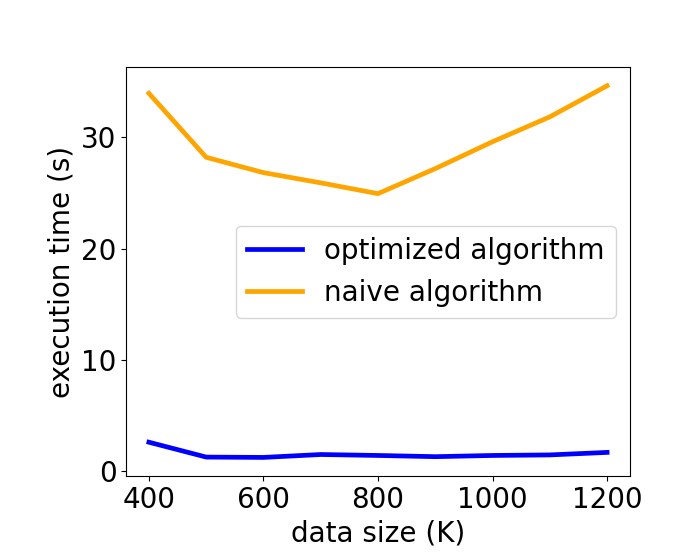 30
20
10
0
execution time (s)
optimized algorithm
naive algorithm
400 600 800 1000 1200
data size (K)